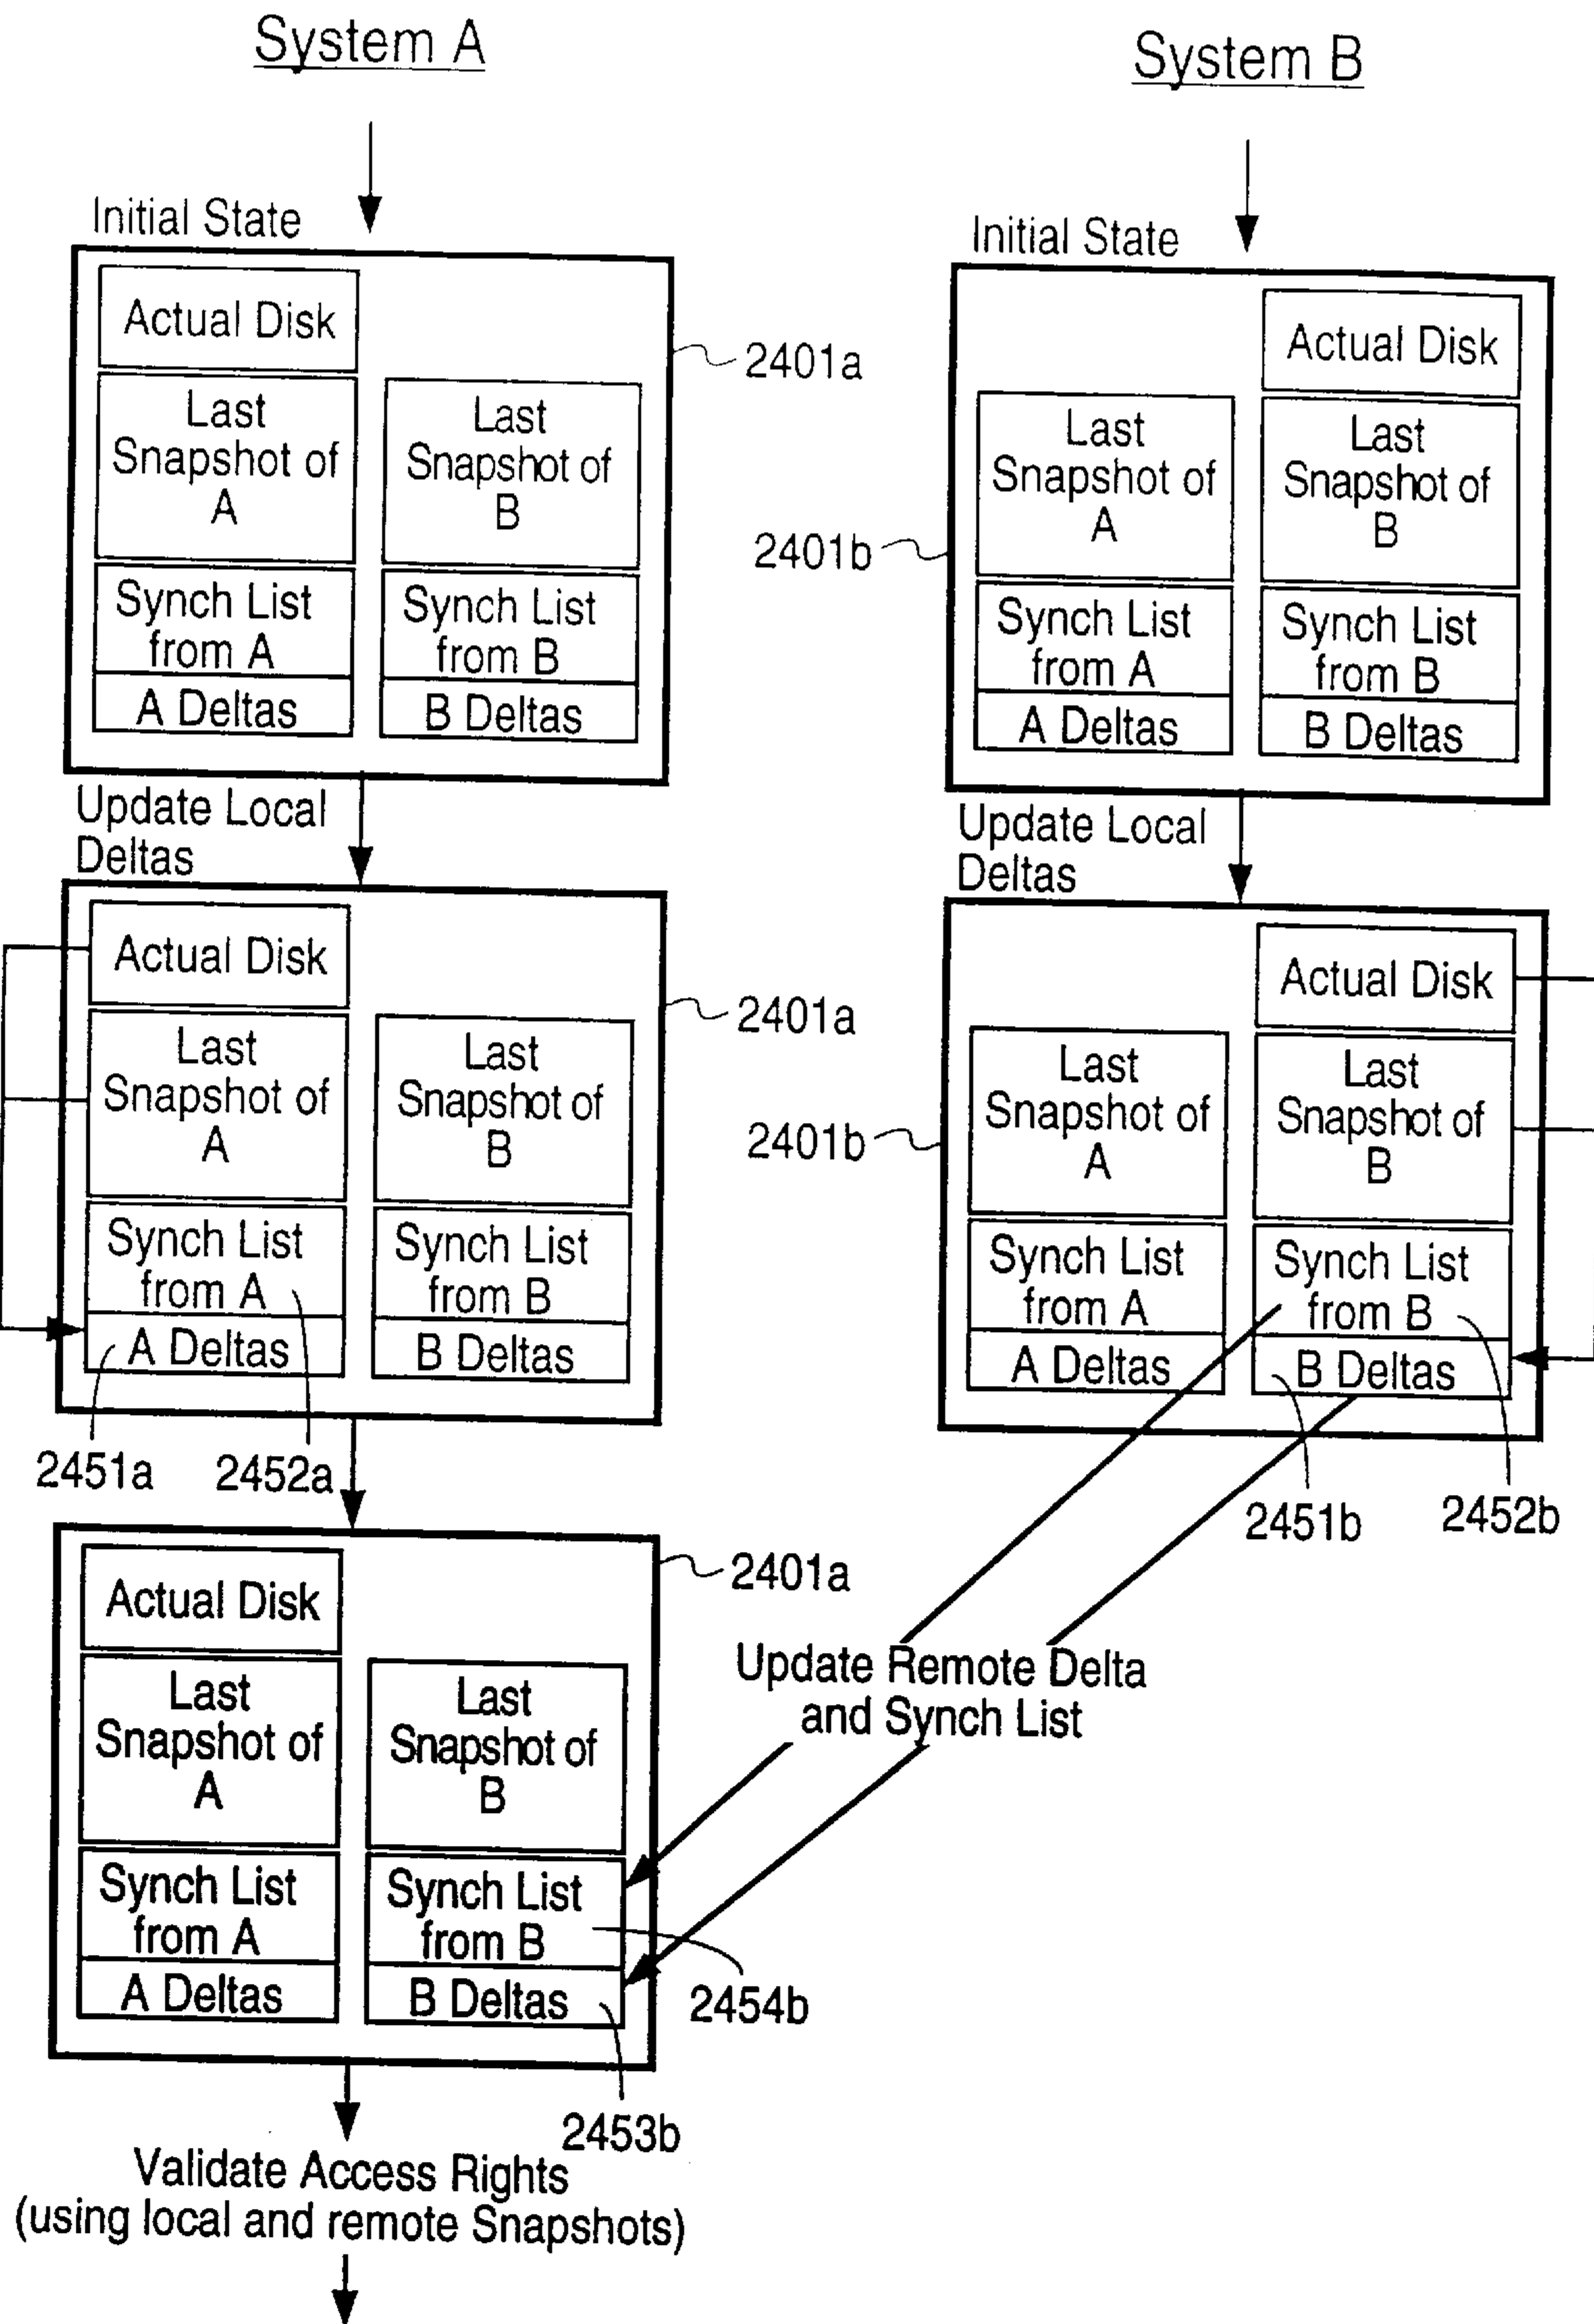 System A
System B
Initial State
Actual Disk
Last
Snapshot of
A
Last
Snapshot of
B
Synch List
from A
Synch List
from B
A Deltas
B Deltas
2401a
Initial State
Actual Disk
Last
Snapshot of
A
Last
Snapshot of
B
Synch List
from A
Synch List
from B
A Deltas
B Deltas
2401b
Update Local
Deltas
Actual Disk
Last
Snapshot of
A
Last
Snapshot of
B
Synch List
from A
Synch List
from B
A Deltas
B Deltas
2401a
2451a
2452a
Update Local
Deltas
Actual Disk
Last
Snapshot of
A
Last
Snapshot of
B
Synch List
from A
Synch List
from B
A Deltas
B Deltas
2401b
2451b
2452b
Actual Disk
Last
Snapshot of
A
Last
Snapshot of
B
Synch List
from A
Synch List
from B
A Deltas
B Deltas
2401a
Update Remote Delta
and Synch List
2454b
2453b
Validate Access Rights
(using local and remote Snapshots)